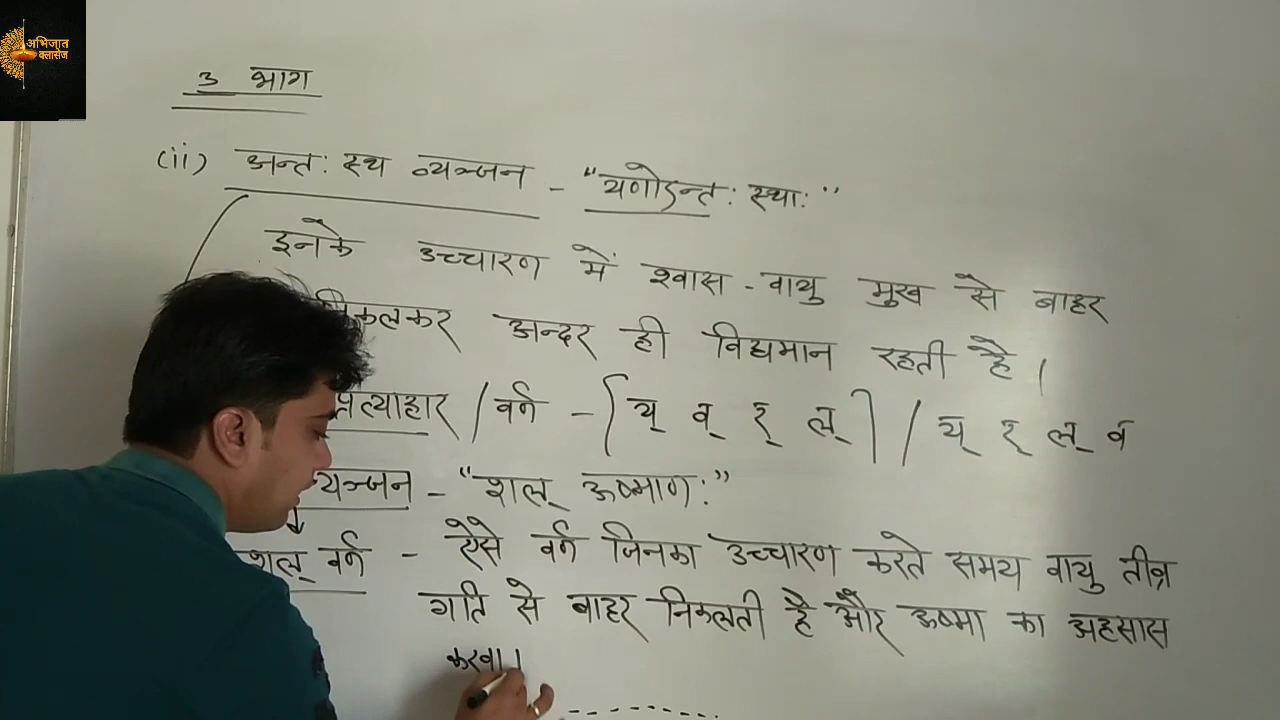 अभिजात
क्लासेज
3 भाग
(ii) अन्तः स्थ व्यञ्जन - "यणोऽन्तः स्थाः"
इनके उच्चारण में श्वास - वायु मुख से बाहर
निकलकर अन्दर ही विद्यमान रहती है।
प्रत्याहार / वर्ण - [य् व् र् ल्] / य् र् ल् व्
व्यञ्जन - "शल् ऊष्माणः"
शल् वर्ण - ऐसे वर्ण जिनका उच्चारण करते समय वायु तीव्र
गति से बाहर निकलती है और ऊष्मा का अहसास
करवा